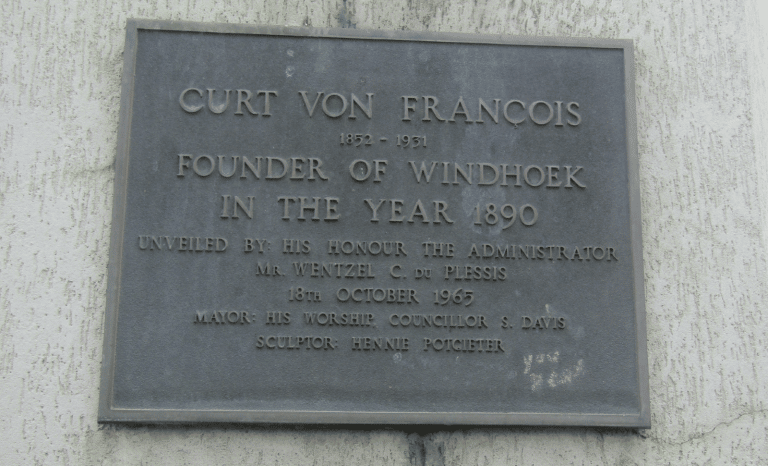 CURT VON FRANÇOIS
1852 - 1931
FOUNDER OF WINDHOEK
IN THE YEAR 1890
UNVEILED BY: HIS HONOUR THE ADMINISTRATOR
MR. WENTZEL C. DU PLESSIS
18TH OCTOBER 1965
MAYOR: HIS WORSHIP, COUNCILLOR S. DAVIS
SCULPTOR: HENNIE POTGIETER
you